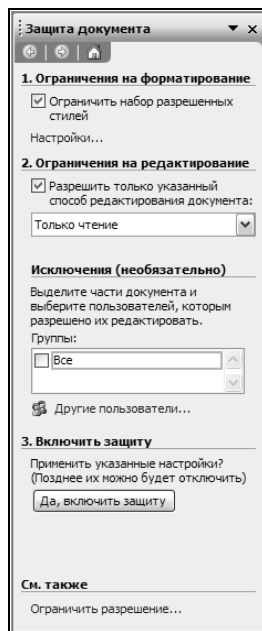 Защита документа
1. Ограничения на форматирование
Ограничить набор разрешенных
стилей
Настройки...
2. Ограничения на редактирование
Разрешить только указанный
способ редактирования документа:
Только чтение
Исключения (необязательно)
Выделите части документа и
выберите пользователей, которым
разрешено их редактировать.
Группы:
Все
Другие пользователи...
3. Включить защиту
Применить указанные настройки?
(Позднее их можно будет отключить)
Да, включить защиту
См. также
Ограничить разрешение...